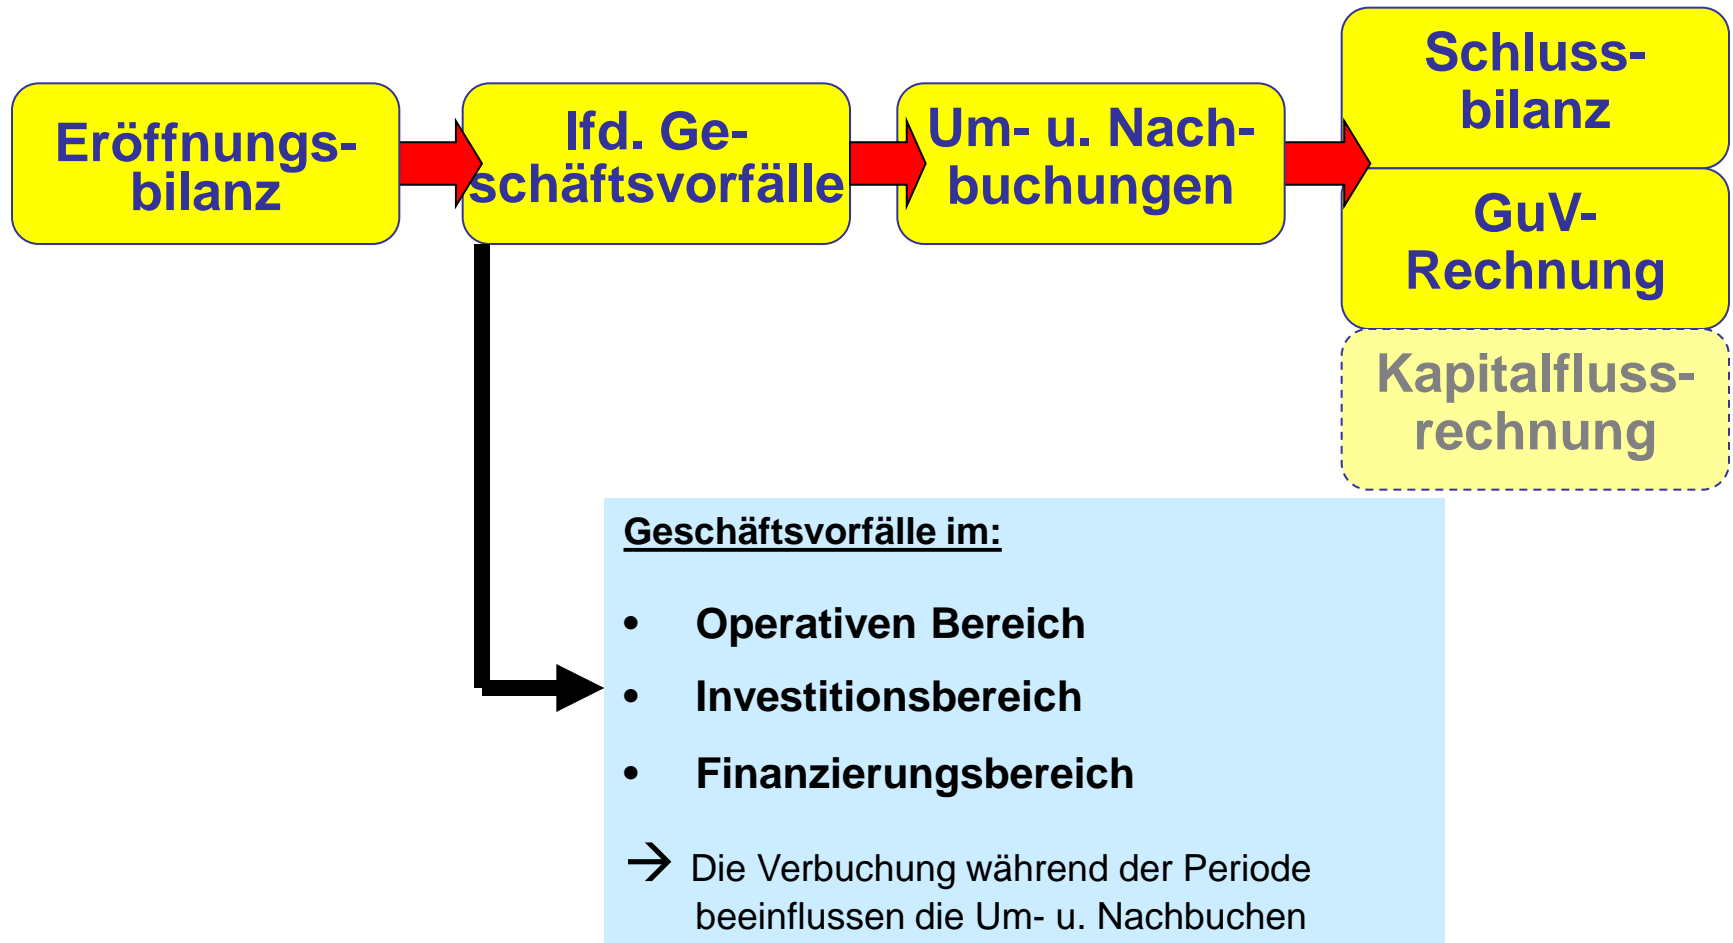 Eröffnungs-
bilanz
lfd. Ge-
schäftsvorfälle
Um- u. Nach-
buchungen
Schluss-
bilanz
GuV-
Rechnung
Kapitalfluss-
rechnung
Geschäftsvorfälle im:
• Operativen Bereich
• Investitionsbereich
• Finanzierungsbereich
→ Die Verbuchung während der Periode
beeinflussen die Um- u. Nachbuchen